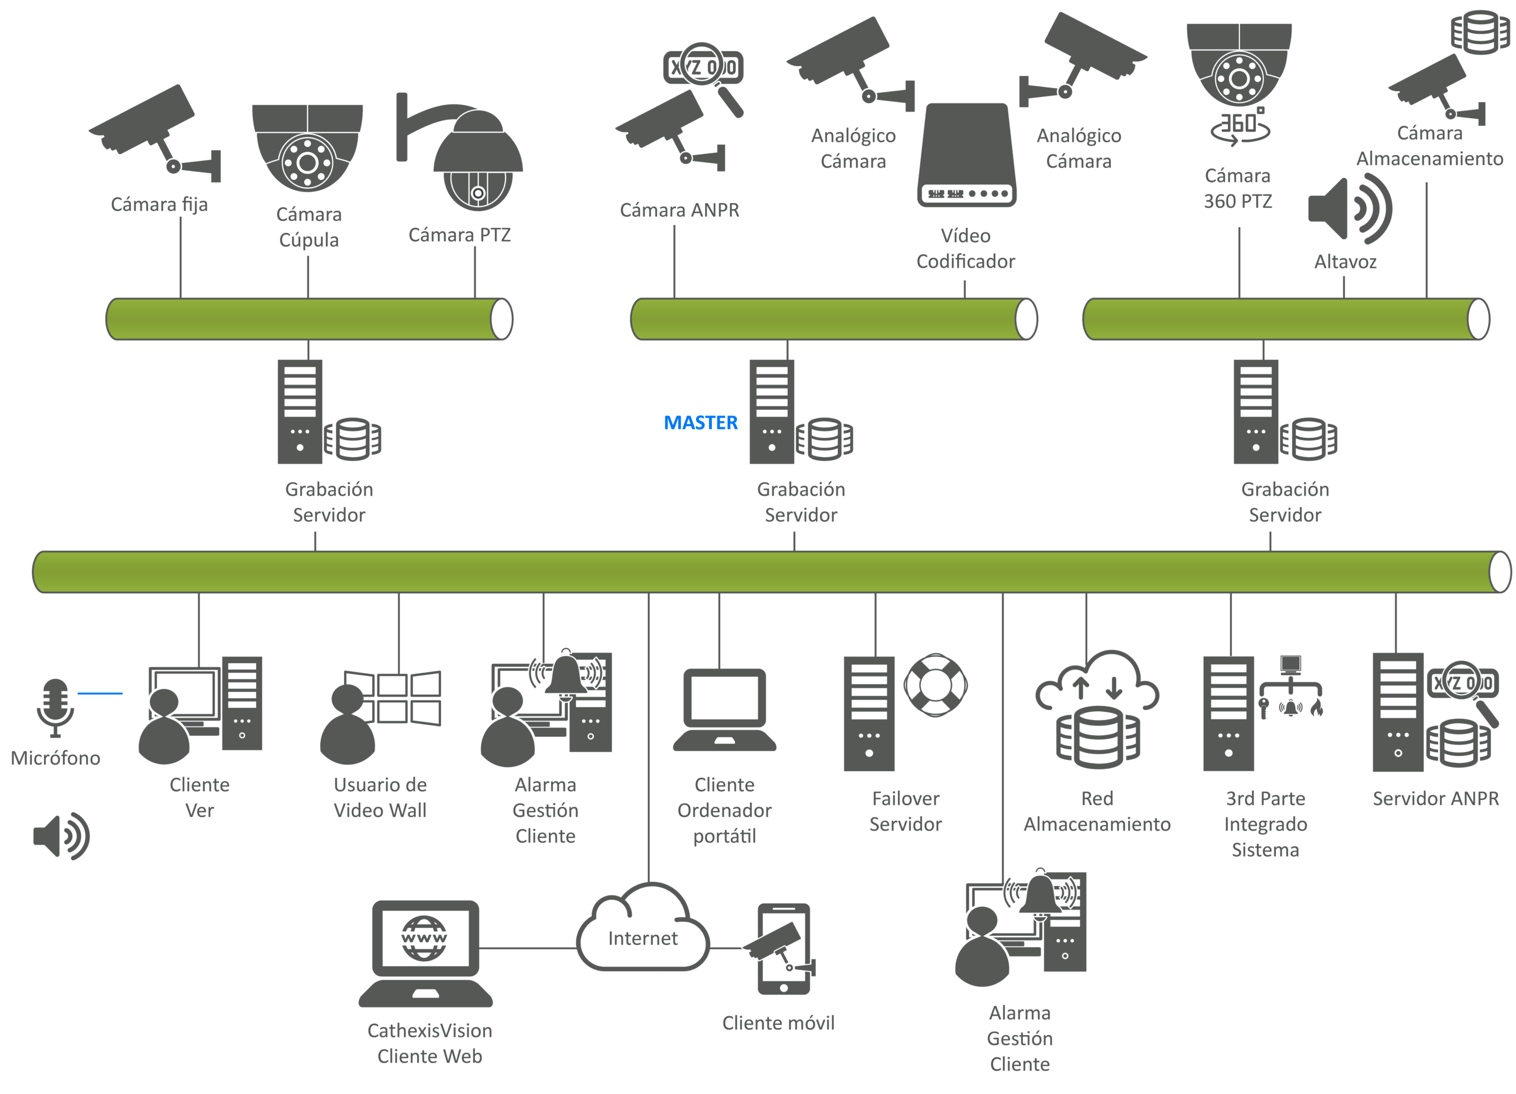 XYZ 000
360°
Analógico
Cámara
Analógico
Cámara
Cámara
Almacenamiento
Cámara fija
Cámara
Cúpula
Cámara PTZ
Cámara ANPR
Vídeo
Codificador
Cámara
360 PTZ
Altavoz
MASTER
Grabación
Servidor
Grabación
Servidor
Grabación
Servidor
XYZ 000
Micrófono
Cliente
Ver
Usuario de
Video Wall
Alarma
Gestión
Cliente
Cliente
Ordenador
portátil
Failover
Servidor
Red
Almacenamiento
3rd Parte
Integrado
Sistema
Servidor ANPR
www
Internet
CathexisVision
Cliente Web
Cliente móvil
Alarma
Gestión
Cliente